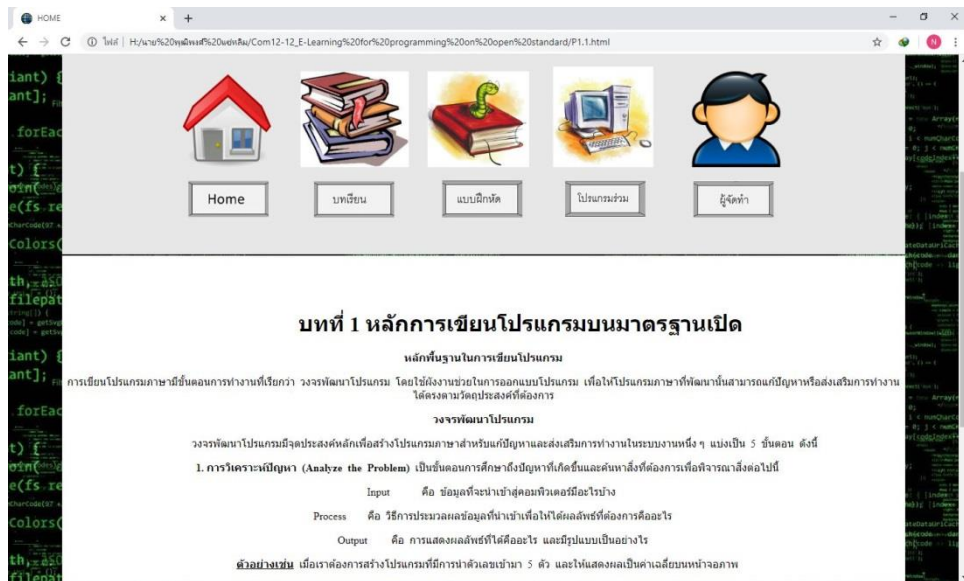 HOME
ไฟล์ | H:/นาย%20พุฒิพงศ์%20แซ่หลิม/Com12-12_E-Learning%20for%20programming%20on%20open%20standard/P1.1.html
Home
บทเรียน
แบบฝึกหัด
โปรแกรมร่วม
ผู้จัดทำ
บทที่ 1 หลักการเขียนโปรแกรมบนมาตรฐานเปิด
หลักพื้นฐานในการเขียนโปรแกรม
การเขียนโปรแกรมภาษามีขั้นตอนการทำงานที่เรียกว่า วงจรพัฒนาโปรแกรม โดยใช้ผังงานช่วยในการออกแบบโปรแกรม เพื่อให้โปรแกรมภาษาที่พัฒนานั้นสามารถแก้ปัญหาหรือส่งเสริมการทำงาน
ได้ตรงตามวัตถุประสงค์ที่ต้องการ
วงจรพัฒนาโปรแกรม
วงจรพัฒนาโปรแกรมมีจุดประสงค์หลักเพื่อสร้างโปรแกรมภาษาสำหรับแก้ปัญหาและส่งเสริมการทำงานในระบบงานหนึ่ง ๆ แบ่งเป็น 5 ขั้นตอน ดังนี้
1. การวิเคราะห์ปัญหา (Analyze the Problem) เป็นขั้นตอนการศึกษาถึงปัญหาที่เกิดขึ้นและค้นหาสิ่งที่ต้องการเพื่อพิจารณาสิ่งต่อไปนี้
Input คือ ข้อมูลที่จะนำเข้าสู่คอมพิวเตอร์มีอะไรบ้าง
Process คือ วิธีการประมวลผลข้อมูลที่นำเข้าเพื่อให้ได้ผลลัพธ์ที่ต้องการคืออะไร
Output คือ การแสดงผลลัพธ์ที่ได้คืออะไร และมีรูปแบบเป็นอย่างไร
ตัวอย่างเช่น เมื่อเราต้องการสร้างโปรแกรมที่มีการนำตัวเลขเข้ามา 5 ตัว และให้แสดงผลเป็นค่าเฉลี่ยบนหน้าจอภาพ